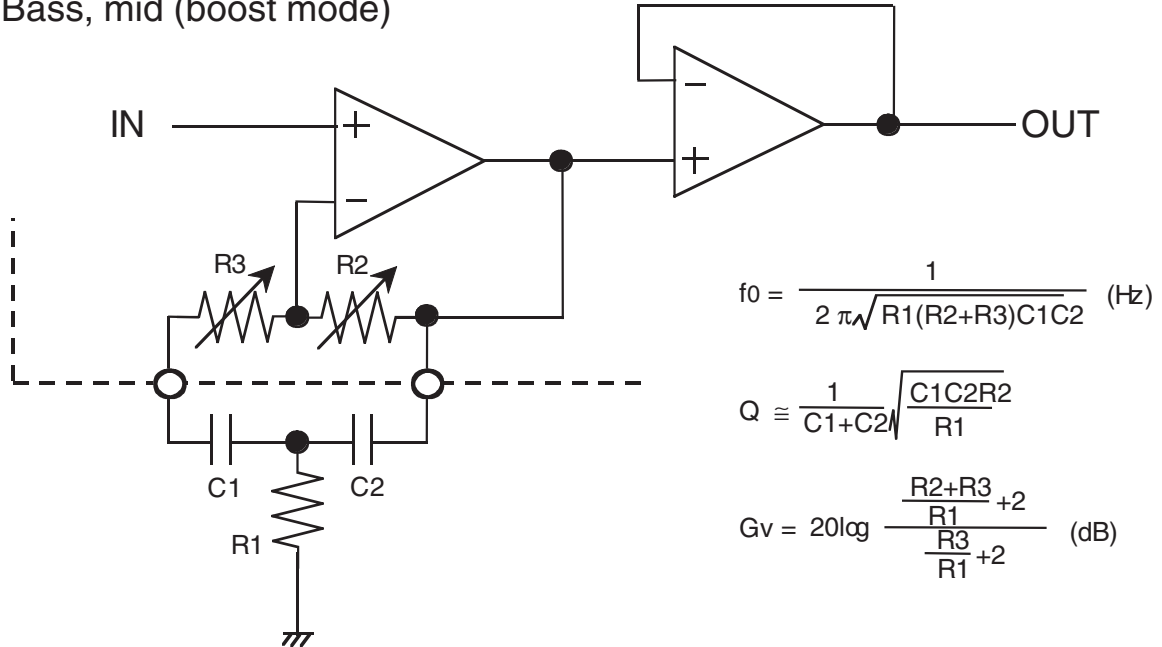 Bass, mid (boost mode)
IN
+
−
−
+
OUT
R3
R2
C1
C2
R1
f0 = 1 / 2 π√R1(R2+R3)C1C2 (Hz)
Q ≅ 1 / C1+C2 √C1C2R2 / R1
Gv = 20log R2+R3 / R1 +2 / R3 / R1 +2 (dB)